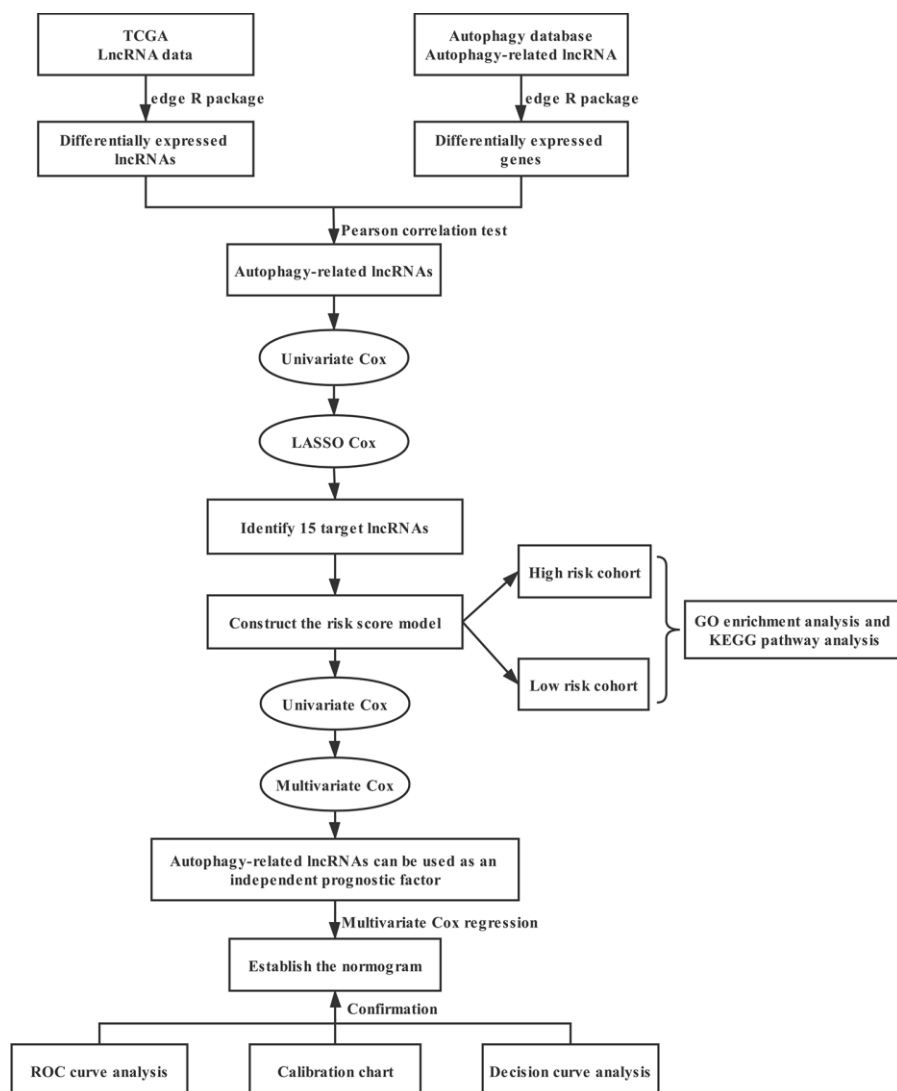 TCGA
LncRNA data
Autophagy database
Autophagy-related lncRNA
edge R package
edge R package
Differentially expressed
lncRNAs
Differentially expressed
genes
Pearson correlation test
Autophagy-related lncRNAs
Univariate Cox
LASSO Cox
Identify 15 target lncRNAs
High risk cohort
Construct the risk score model
GO enrichment analysis and
KEGG pathway analysis
Low risk cohort
Univariate Cox
Multivariate Cox
Autophagy-related lncRNAs can be used as an
independent prognostic factor
Multivariate Cox regression
Establish the normogram
Confirmation
ROC curve analysis
Calibration chart
Decision curve analysis